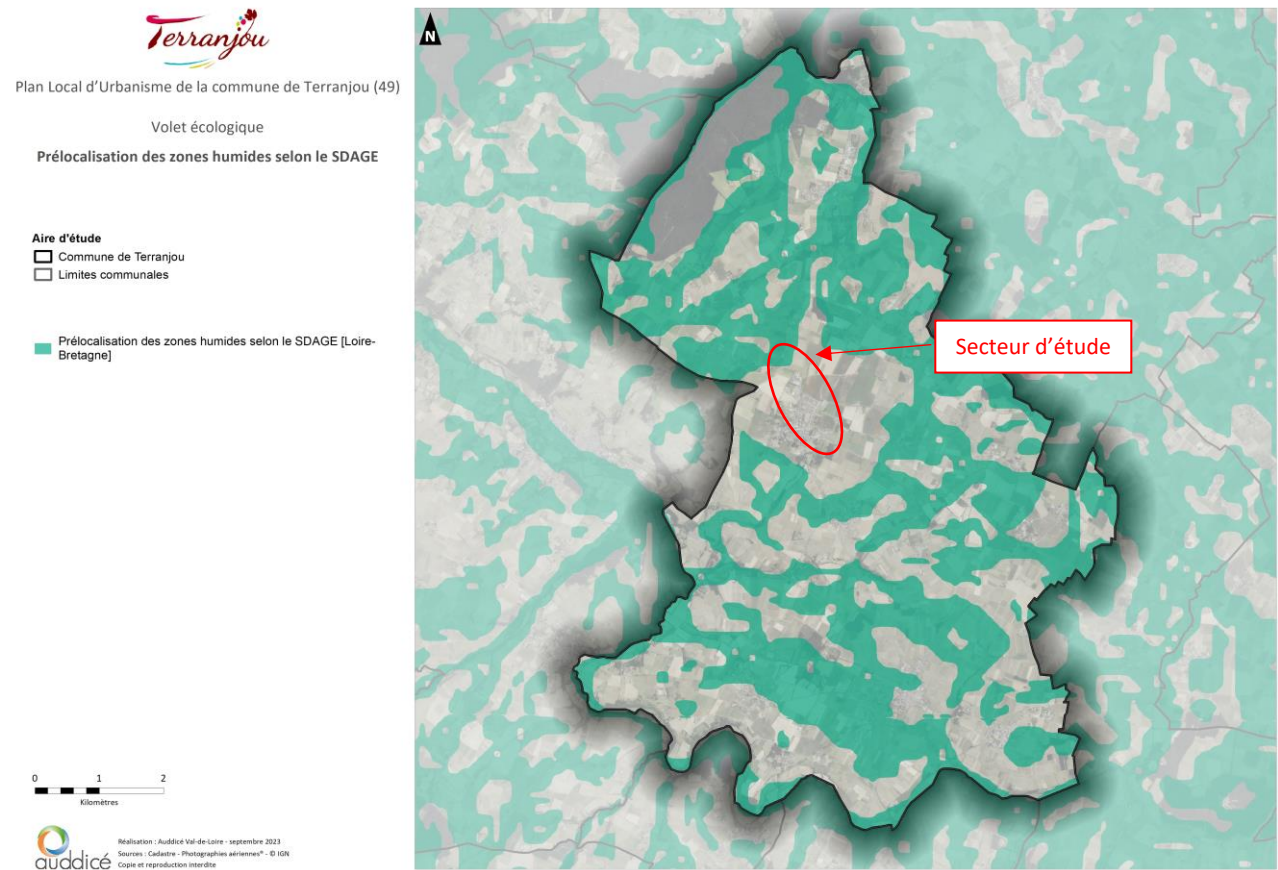 Terranjou
Plan Local d'Urbanisme de la commune de Terranjou (49)
Volet écologique
Prélocalisation des zones humides selon le SDAGE
Aire d'étude
Commune de Terranjou
Limites communales
Prélocalisation des zones humides selon le SDAGE [Loire-
Bretagne]
0 1 2
Kilomètres
auddicé
Réalisation : Auddicé Val-de-Loire - septembre 2023
Sources : Cadastre - Photographies aériennes® - © IGN
Copie et reproduction interdite
N
Secteur d'étude